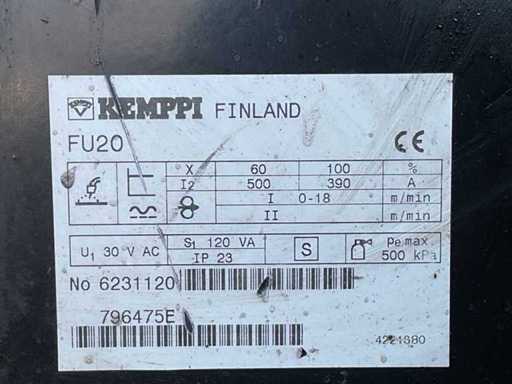 KEMPPI FINLAND
FU20
CE
X 60 100 %
I2 500 390 A
I 0-18 m/min
II m/min
U1 30 V AC
S1 120 VA
IP 23
S
Pe max.
500 kPa
No 6231120
796475E